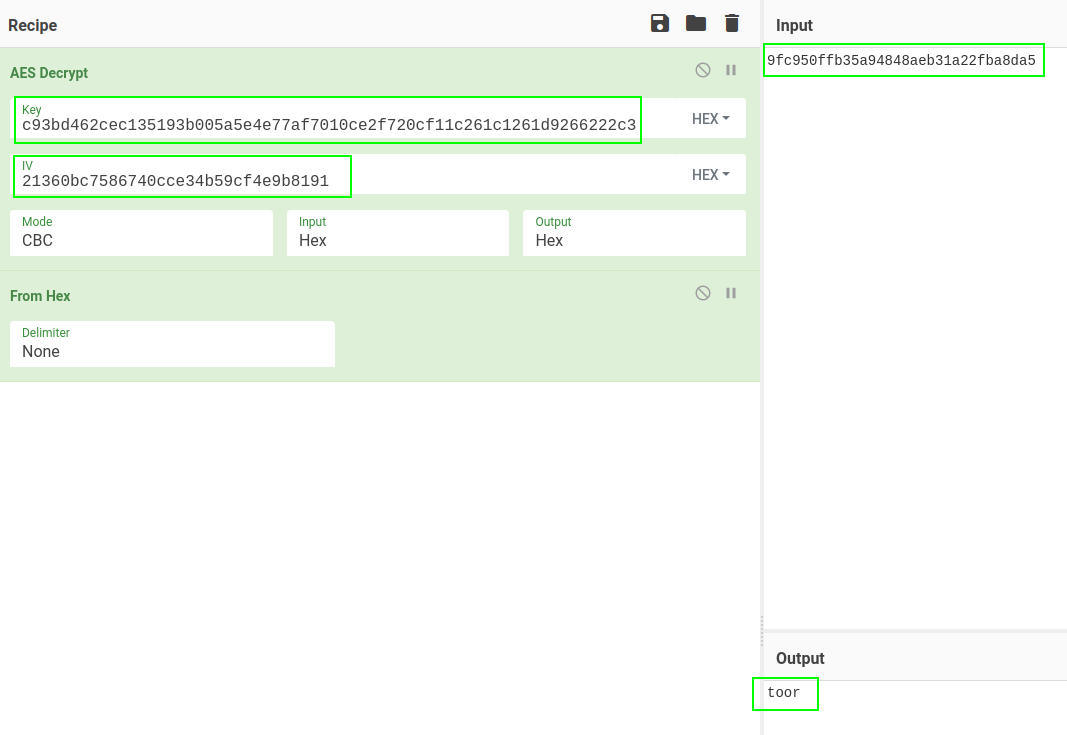 Recipe
AES Decrypt
Key
c93bd462cec135193b005a5e4e77af7010ce2f720cf11c261c1261d9266222c3
HEX
IV
21360bc7586740cce34b59cf4e9b8191
HEX
Mode
CBC
Input
Hex
Output
Hex
From Hex
Delimiter
None
Input
9fc950ffb35a94848aeb31a22fba8da5
Output
toor